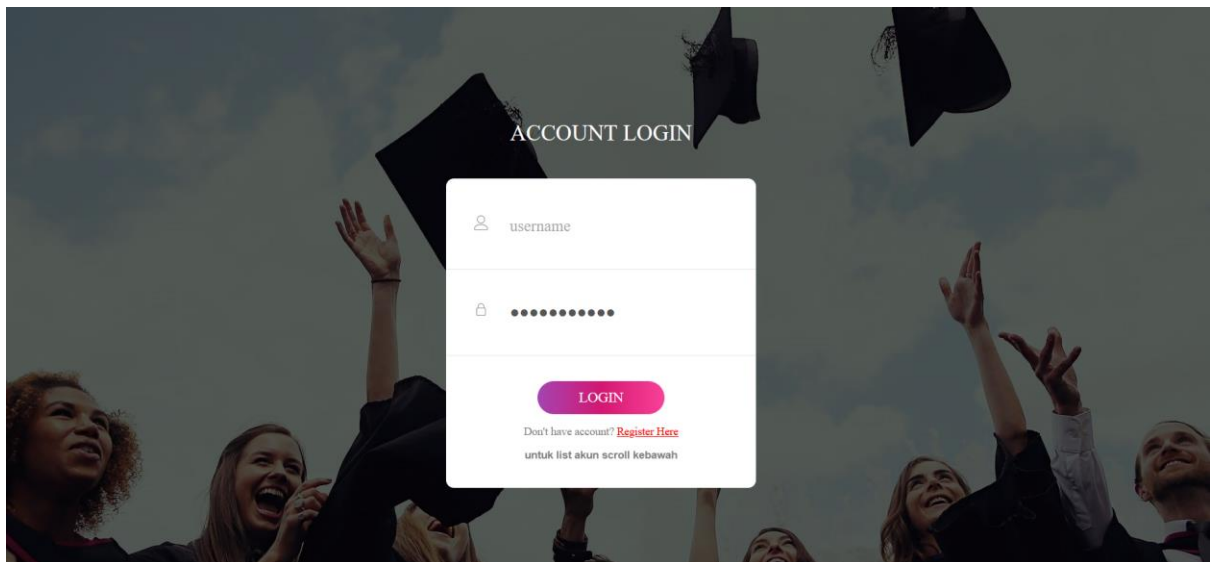 ACCOUNT LOGIN
username
•••••••••••
LOGIN
Don't have account? Register Here
untuk list akun scroll kebawah